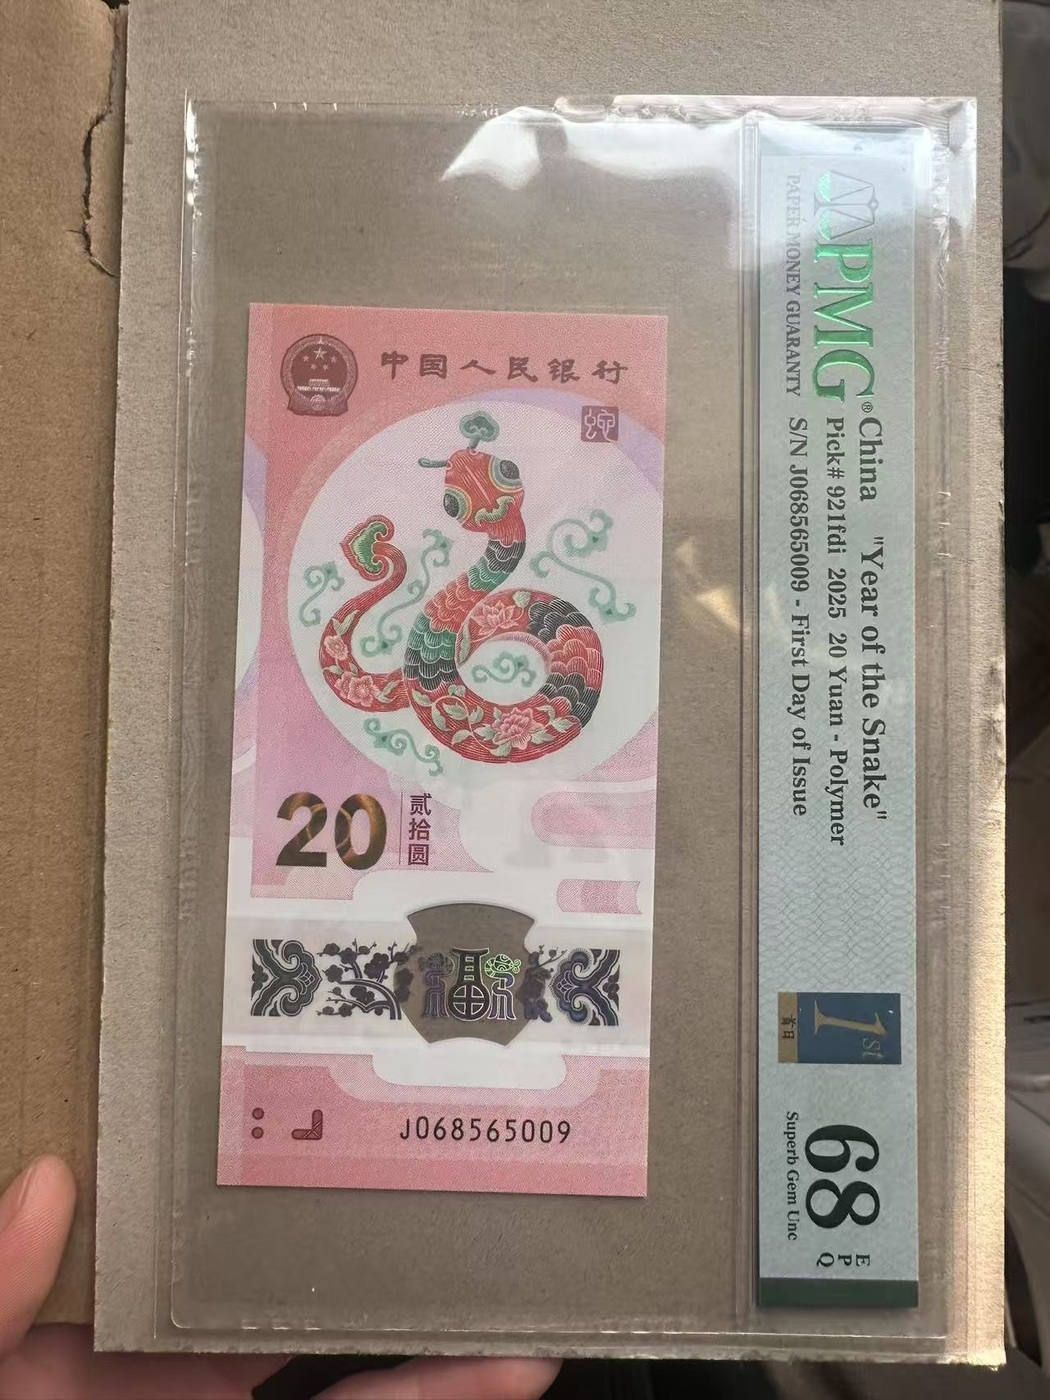 中国人民银行
蛇
20
贰拾圆
福
J068565009
PMG®
PAPER MONEY GUARANTY
China "Year of the Snake"
Pick# 921fdi 2025 20 Yuan - Polymer
S/N J068565009 - First Day of Issue
1st
首日
68
EPQ
Superb Gem Unc